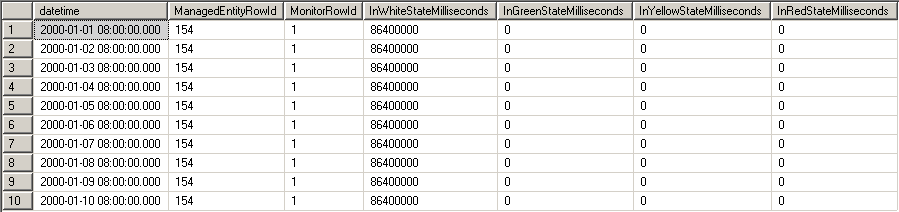 datetime ManagedEntityRowId MonitorRowId InWhiteStateMilliseconds InGreenStateMilliseconds InYellowStateMilliseconds InRedStateMilliseconds
1 2000-01-01 08:00:00.000 154 1 86400000 0 0 0
2 2000-01-02 08:00:00.000 154 1 86400000 0 0 0
3 2000-01-03 08:00:00.000 154 1 86400000 0 0 0
4 2000-01-04 08:00:00.000 154 1 86400000 0 0 0
5 2000-01-05 08:00:00.000 154 1 86400000 0 0 0
6 2000-01-06 08:00:00.000 154 1 86400000 0 0 0
7 2000-01-07 08:00:00.000 154 1 86400000 0 0 0
8 2000-01-08 08:00:00.000 154 1 86400000 0 0 0
9 2000-01-09 08:00:00.000 154 1 86400000 0 0 0
10 2000-01-10 08:00:00.000 154 1 86400000 0 0 0